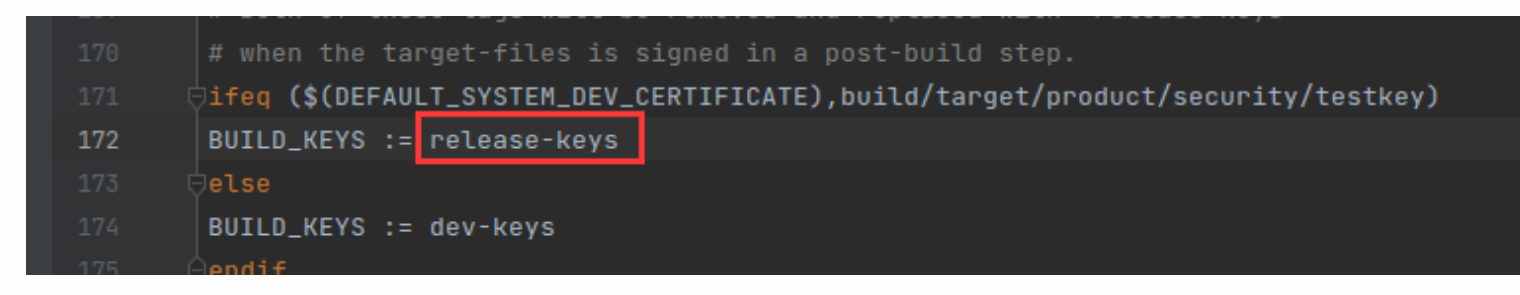 170 # when the target-files is signed in a post-build step.
171 ifeq ($(DEFAULT_SYSTEM_DEV_CERTIFICATE),build/target/product/security/testkey)
172 BUILD_KEYS := release-keys
173 else
174 BUILD_KEYS := dev-keys
175 endif